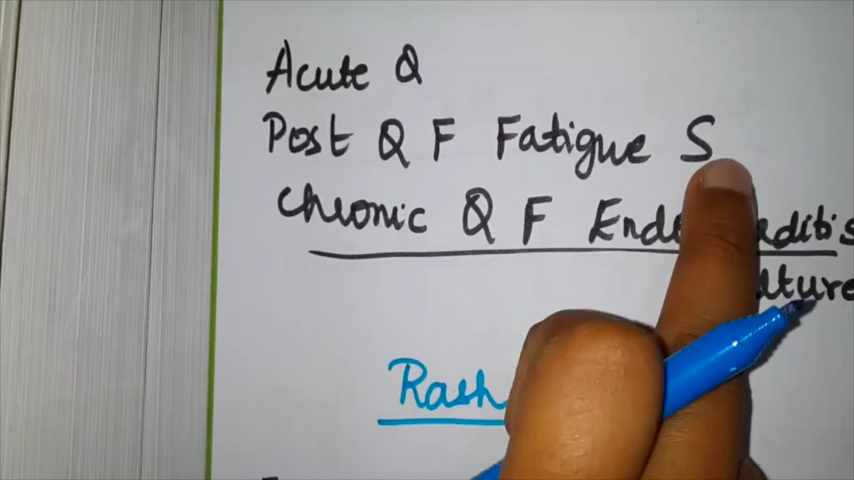 Acute Q
Post Q F Fatigue S
Chronic Q F
Rash